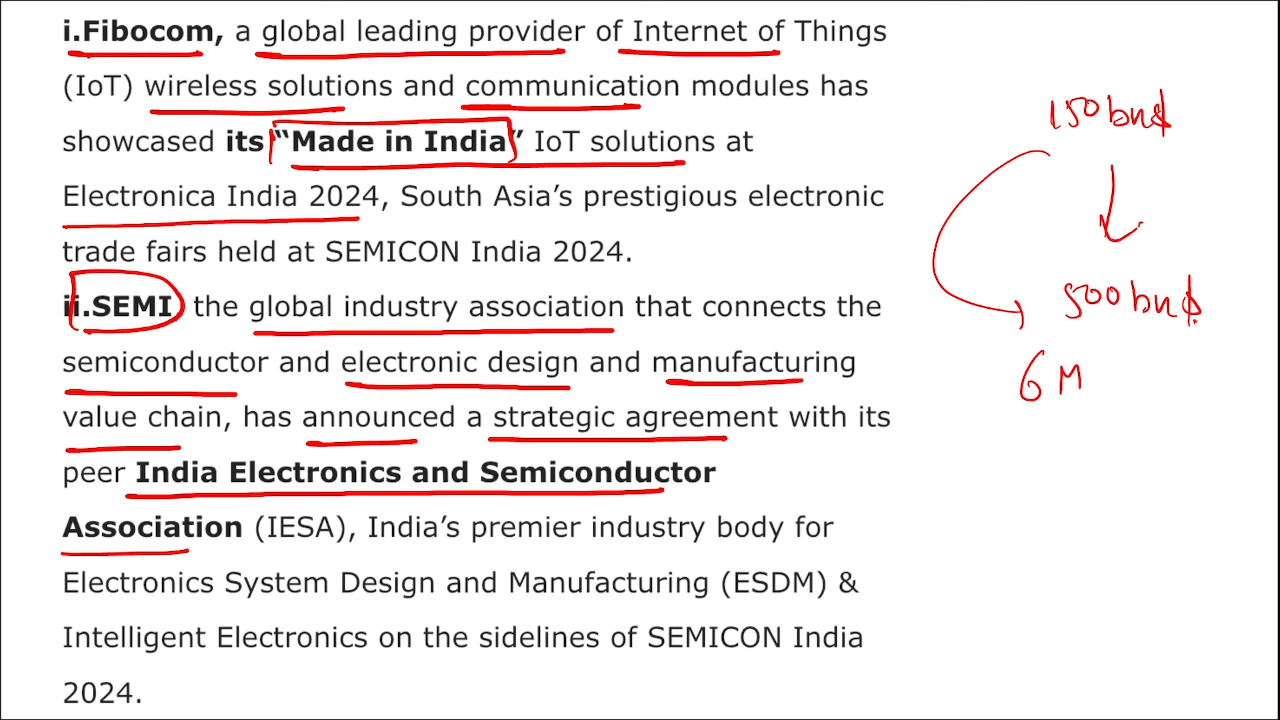 i.Fibocom, a global leading provider of Internet of Things
(IoT) wireless solutions and communication modules has
showcased its “Made in India” IoT solutions at
Electronica India 2024, South Asia’s prestigious electronic
trade fairs held at SEMICON India 2024.
ii.SEMI, the global industry association that connects the
semiconductor and electronic design and manufacturing
value chain, has announced a strategic agreement with its
peer India Electronics and Semiconductor
Association (IESA), India’s premier industry body for
Electronics System Design and Manufacturing (ESDM) &
Intelligent Electronics on the sidelines of SEMICON India
2024.
150 bn$
500 bn$
6 M